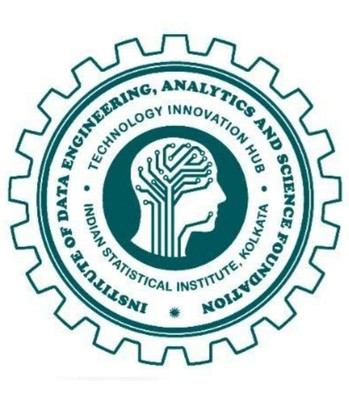 INSTITUTE OF DATA ENGINEERING, ANALYTICS AND SCIENCE FOUNDATION
TECHNOLOGY INNOVATION HUB
INDIAN STATISTICAL INSTITUTE, KOLKATA